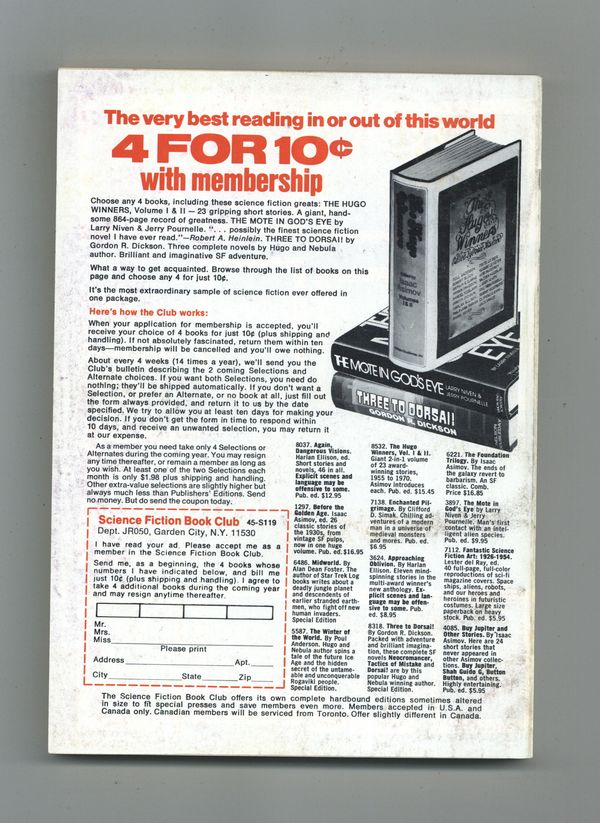 The very best reading in or out of this world
4 FOR 10¢
with membership
Choose any 4 books, including these science fiction greats: THE HUGO
WINNERS, Volume I & II — 23 gripping short stories. A giant, hand-
some 864-page record of greatness. THE MOTE IN GOD'S EYE by
Larry Niven & Jerry Pournelle. ". . . possibly the finest science fiction
novel I have ever read."—Robert A. Heinlein. THREE TO DORSAI! by
Gordon R. Dickson. Three complete novels by Hugo and Nebula
author. Brilliant and imaginative SF adventure.
What a way to get acquainted. Browse through the list of books on this
page and choose any 4 for just 10¢.
It's the most extraordinary sample of science fiction ever offered in
one package.
Here's how the Club works:
When your application for membership is accepted, you'll
receive your choice of 4 books for just 10¢ (plus shipping and
handling). If not absolutely fascinated, return them within ten
days—membership will be cancelled and you'll owe nothing.
About every 4 weeks (14 times a year), we'll send you the
Club's bulletin describing the 2 coming Selections and
Alternate choices. If you want both Selections, you need do
nothing; they'll be shipped automatically. If you don't want a
Selection, or prefer an Alternate, or no book at all, just fill out
the form always provided, and return it to us by the date
specified. We try to allow you at least ten days for making your
decision. If you don't get the form in time to respond within
10 days, and receive an unwanted selection, you may return it
at our expense.
As a member you need take only 4 Selections or
Alternates during the coming year. You may resign
any time thereafter, or remain a member as long as
you wish. At least one of the two Selections each
month is only $1.98 plus shipping and handling.
Other extra-value selections are slightly higher but
always much less than Publishers' Editions. Send
no money. But do send the coupon today.
Science Fiction Book Club 45-S119
Dept. JR050, Garden City, N.Y. 11530
I have read your ad. Please accept me as a
member in the Science Fiction Book Club.
Send me, as a beginning, the 4 books whose
numbers I have indicated below, and bill me
just 10¢ (plus shipping and handling). I agree to
take 4 additional books during the coming year
and may resign anytime thereafter.
Mr.
Mrs.
Miss
Please print
Address Apt.
City State Zip
The Hugo Winners
Isaac Asimov
Volumes I & II
THE MOTE IN GOD'S EYE LARRY NIVEN & JERRY POURNELLE
EYE
THREE TO DORSAI!
GORDON R. DICKSON
8037. Again,
Dangerous Visions.
Harlan Ellison, ed.
Short stories and
novels, 46 in all.
Explicit scenes and
language may be
offensive to some.
Pub. ed. $12.95
1297. Before the
Golden Age. Isaac
Asimov, ed. 26
classic stories of
the 1930s, from
vintage SF pulps,
now in one huge
volume. Pub. ed. $16.95
6486. Midworld. By
Alan Dean Foster. The
author of Star Trek Log
books writes about a
deadly jungle planet
and descendents of
earlier stranded earth-
men, who fight off new
human invaders.
Special Edition
5587. The Winter of
the World. By Poul
Anderson. Hugo and
Nebula author spins a
tale of the future Ice
Age and the hidden
secret of the untame-
able and unconquerable
Rogaviki people.
Special Edition.
8532. The Hugo
Winners, Vol. I & II.
Giant 2-in-1 volume
of 23 award-
winning stories,
1955 to 1970.
Asimov introduces
each. Pub. ed. $15.45
7138. Enchanted Pil-
grimage. By Clifford
D. Simak. Chilling ad-
ventures of a modern
man in a universe of
medieval monsters
and mores. Pub. ed.
$6.95
3624. Approaching
Oblivion. By Harlan
Ellison. Eleven mind-
spinning stories in the
multi-award winner's
new anthology. Ex-
plicit scenes and lan-
guage may be offen-
sive to some. Pub.
ed. $8.95
8318. Three to Dorsai!
By Gordon R. Dickson.
Packed with adventure
and brilliant imagina-
tion, these complete SF
novels Necromancer,
Tactics of Mistake and
Dorsai! are by this
popular Hugo and
Nebula winning author.
Special Edition.
6221. The Foundation
Trilogy. By Isaac
Asimov. The ends of
the galaxy revert to
barbarism. An SF
classic. Comb.
Price $16.85
3897. The Mote in
God's Eye by Larry
Niven & Jerry
Pournelle. Man's first
contact with an intel-
ligent alien species.
Pub. ed. $9.95
7112. Fantastic Science
Fiction Art: 1926-1954.
Lester del Ray, ed.
40 full-page, full-color
reproductions of sci-fi
magazine covers. Space
ships, aliens, robots,
and our heroes and
heroines in futuristic
costumes. Large size
paperback on heavy
stock. Pub. ed. $5.95
4085. Buy Jupiter and
Other Stories. By Isaac
Asimov. Here are 24
short stories that
never appeared in
other Asimov collec-
tions. Buy Jupiter,
Shah Guido G, Button
Button, and others.
Highly entertaining.
Pub. ed. $5.95
The Science Fiction Book Club offers its own complete hardbound editions sometimes altered
in size to fit special presses and save members even more. Members accepted in U.S.A. and
Canada only. Canadian members will be serviced from Toronto. Offer slightly different in Canada.